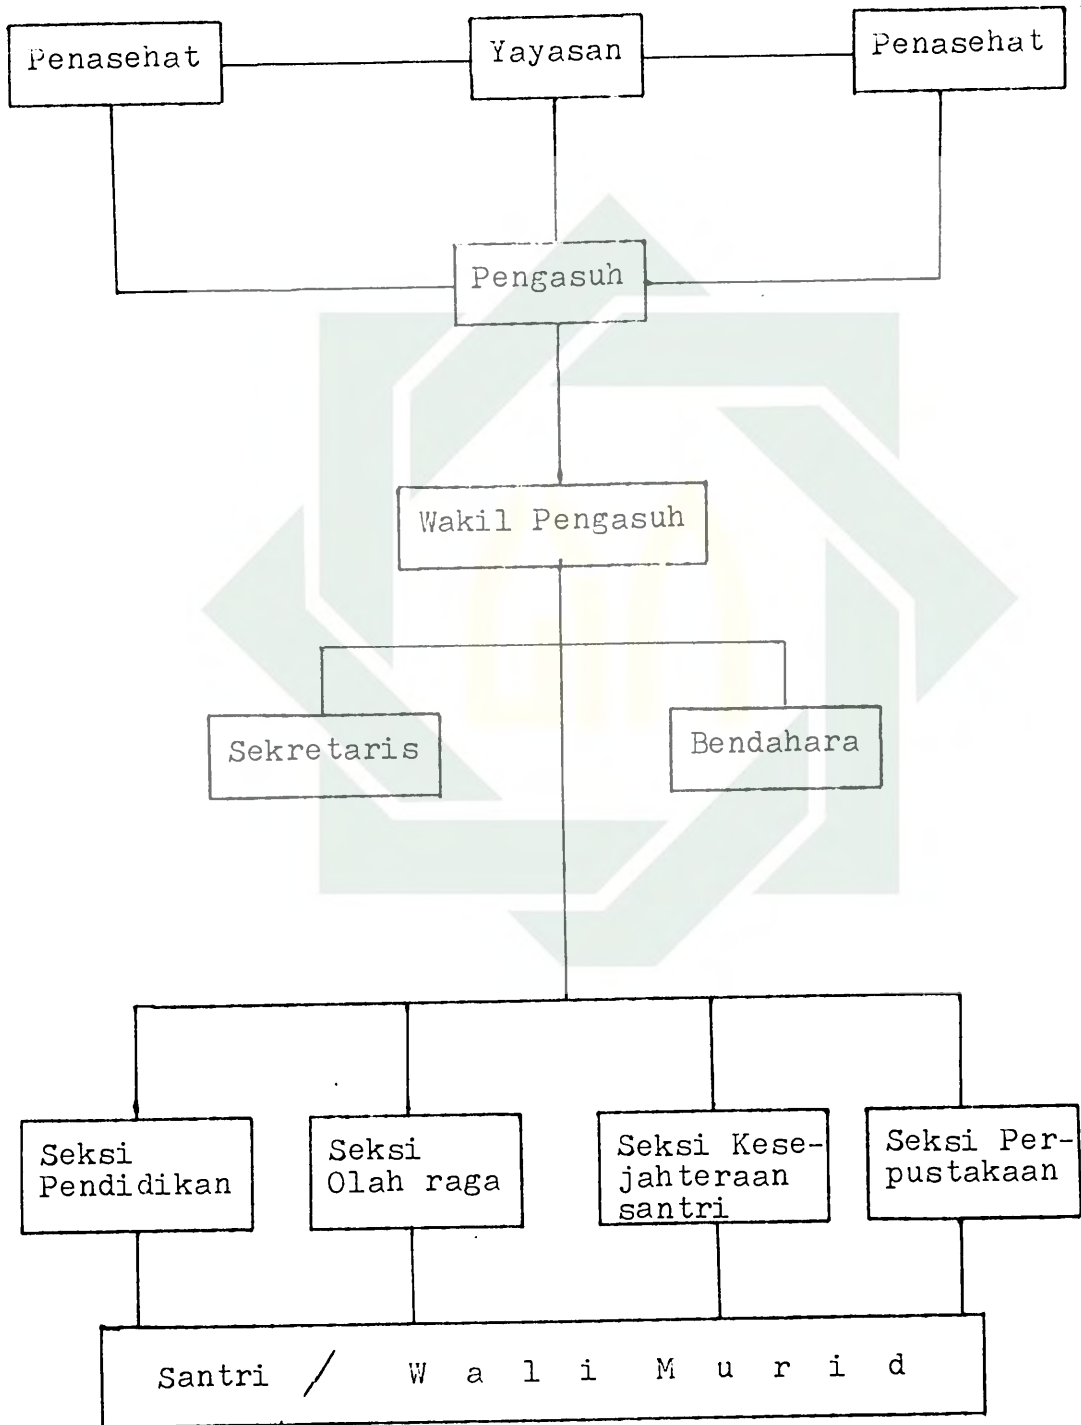 Penasehat
Yayasan
Penasehat
Pengasuh
Wakil Pengasuh
Sekretaris
Bendahara
Seksi
Pendidikan
Seksi
Olah raga
Seksi Kese-
jahteraan
santri
Seksi Per-
pustakaan
Santri / W a l i M u r i d